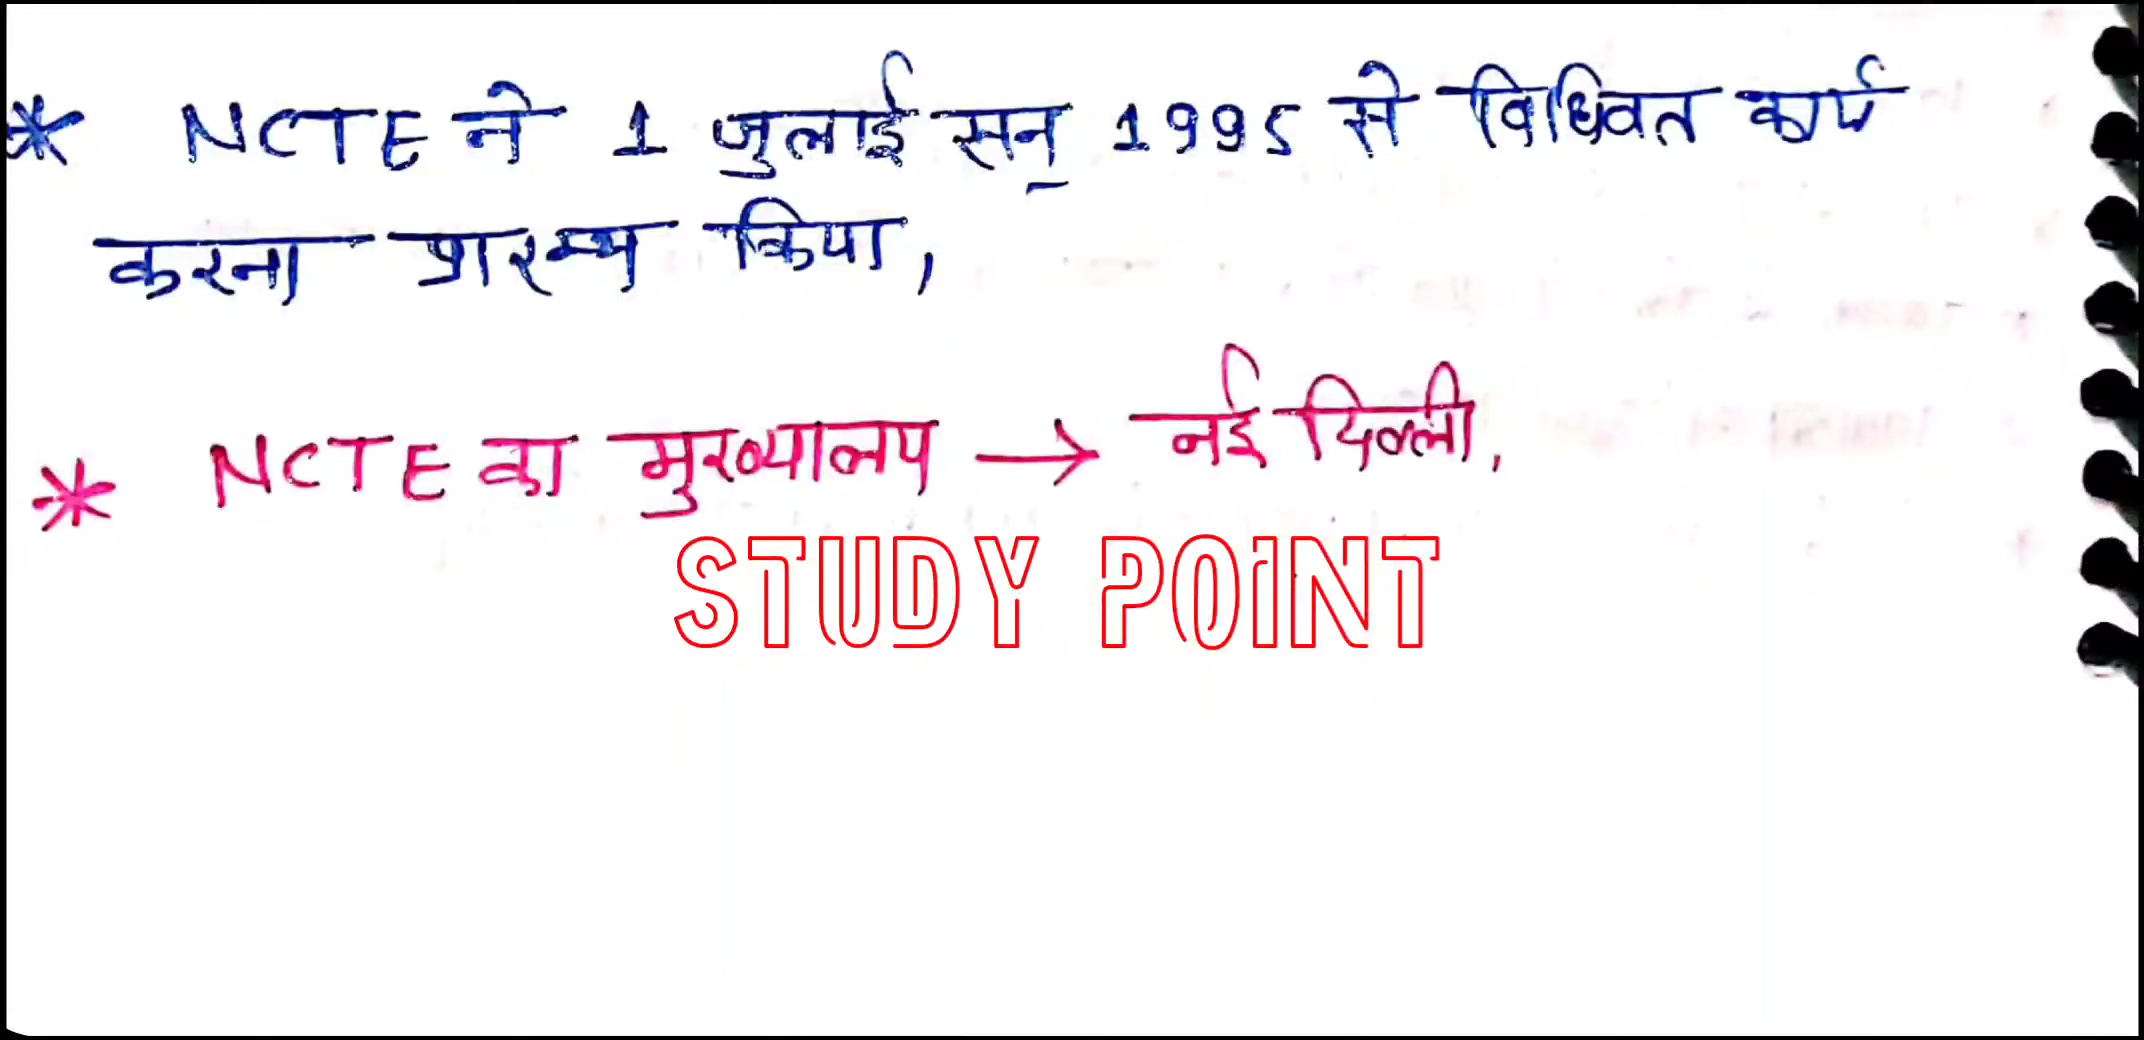 * NCTE ने 1 जुलाई सन् 1995 से विधिवत कार्य
करना प्रारम्भ किया,
* NCTE का मुख्यालय → नई दिल्ली,
STUDY POINT